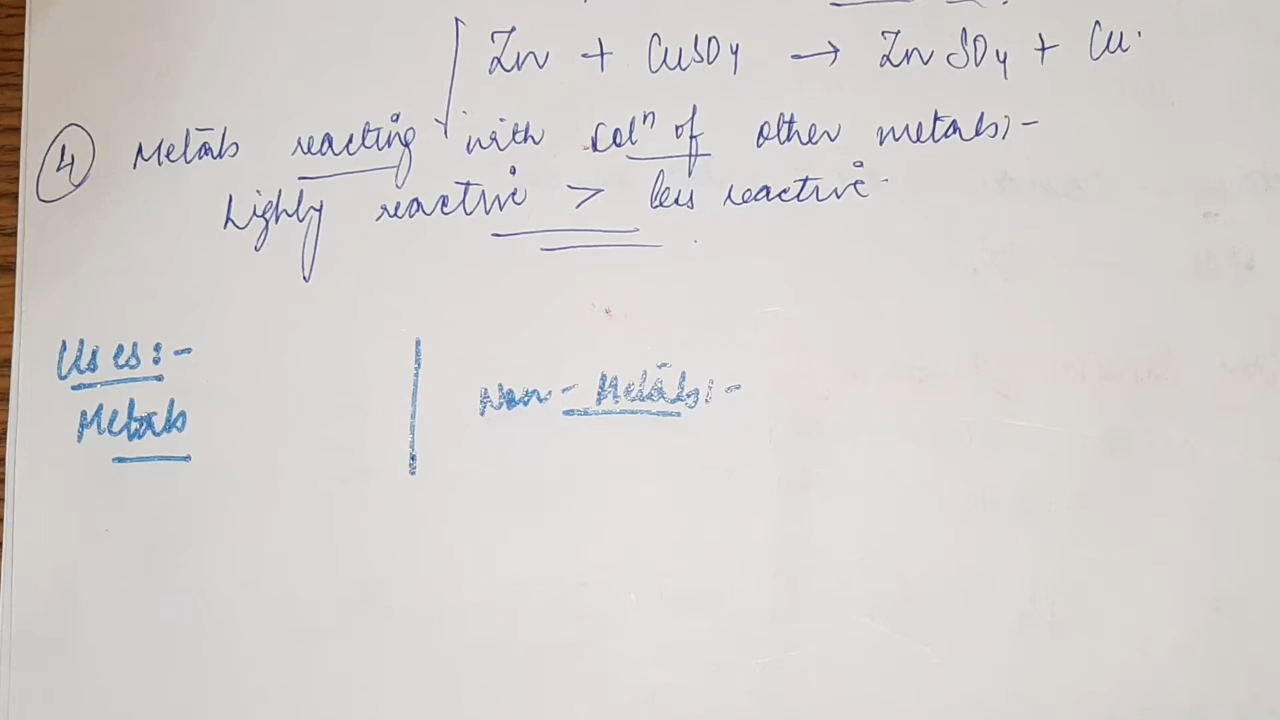 Zn + CuSO4 → ZnSO4 + Cu.
④ Metals reacting with solⁿ of other metals:-
highly reactive > less reactive.
Uses:-
Metals
Non-Metals:-